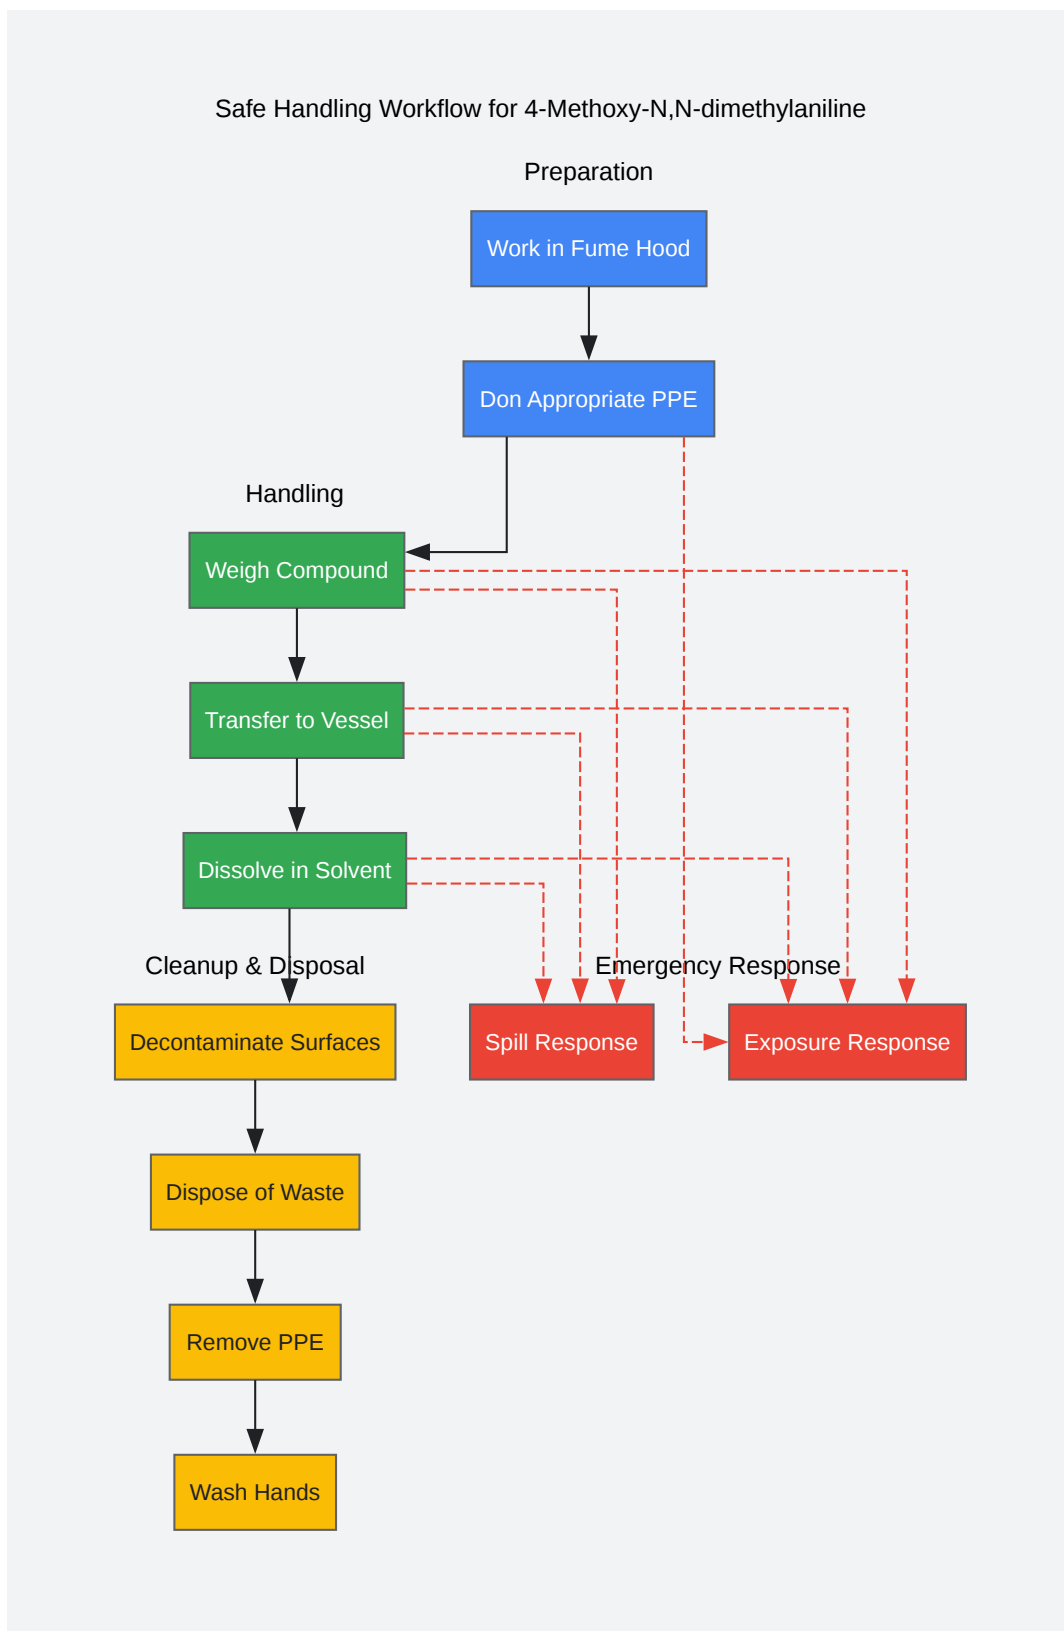 Safe Handling Workflow for 4-Methoxy-N,N-dimethylaniline
Preparation
Work in Fume Hood
Don Appropriate PPE
Handling
Weigh Compound
Transfer to Vessel
Dissolve in Solvent
Cleanup & Disposal
Emergency Response
Decontaminate Surfaces
Spill Response
Exposure Response
Dispose of Waste
Remove PPE
Wash Hands